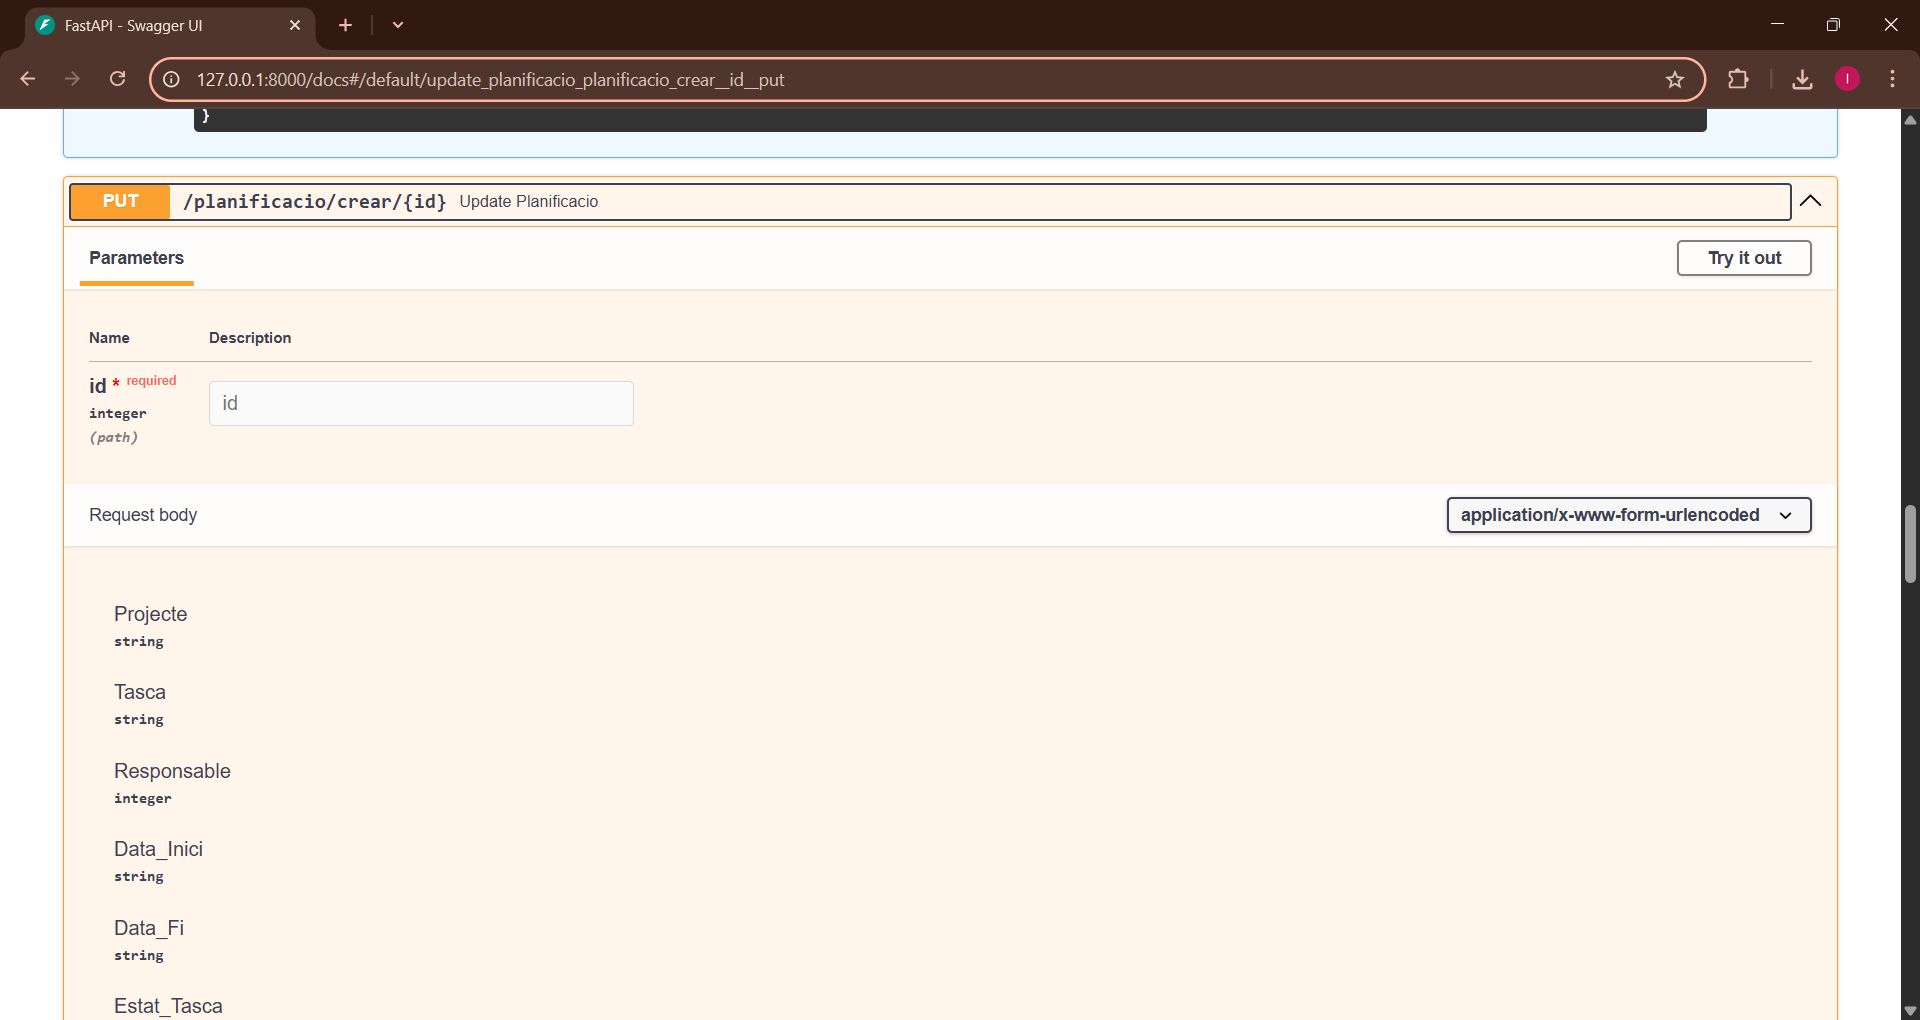 FastAPI - Swagger UI
127.0.0.1:8000/docs#/default/update_planificacio_planificacio_crear__id__put
I
}
PUT /planificacio/crear/{id} Update Planificacio
Parameters
Try it out
Name Description
id * required
integer
(path)
id
Request body
application/x-www-form-urlencoded
Projecte
string
Tasca
string
Responsable
integer
Data_Inici
string
Data_Fi
string
Estat_Tasca